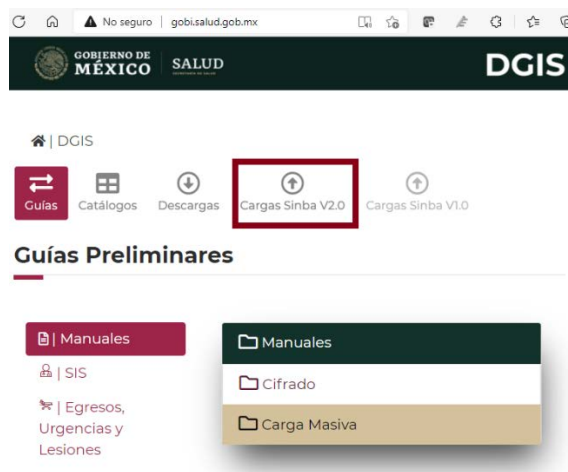 No seguro | gobi.salud.gob.mx
GOBIERNO DE MÉXICO SALUD DGIS
| DGIS
Guías Catálogos Descargas Cargas Sinba V2.0 Cargas Sinba V1.0
Guías Preliminares
| Manuales
| SIS
| Egresos,
Urgencias y
Lesiones
Manuales
Cifrado
Carga Masiva